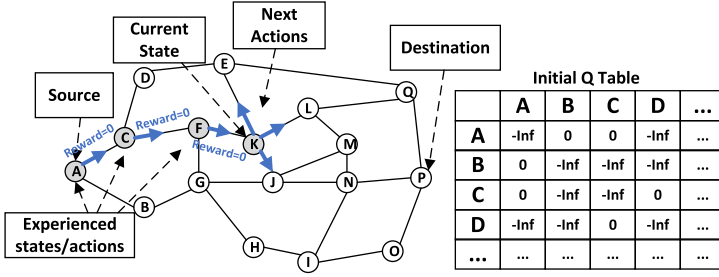 Current
State
Next
Actions
Destination
Source
Experienced
states/actions
Reward=0
Reward=0
Reward=0
A
B
C
D
E
F
G
H
I
J
K
L
M
N
O
P
Q
Initial Q Table
A B C D ...
A -Inf 0 0 -Inf ...
B 0 -Inf -Inf -Inf ...
C 0 -Inf -Inf 0 ...
D -Inf -Inf 0 -Inf ...
... ... ... ... ... ...